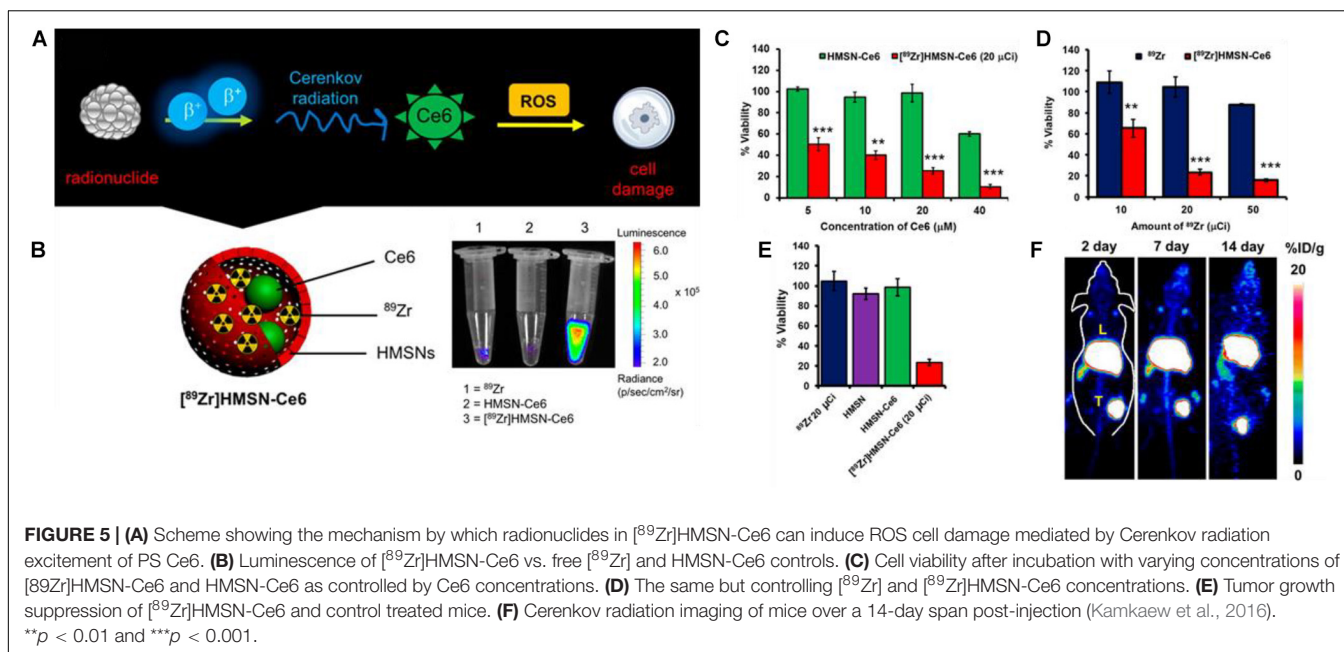 A
β+
β+
Cerenkov
radiation
Ce6
ROS
radionuclide
cell
damage
B
Ce6
⁸⁹Zr
HMSNs
[⁸⁹Zr]HMSN-Ce6
1 2 3
Luminescence
6.0
5.0
4.0
3.0
2.0
x 10⁵
Radiance
(p/sec/cm²/sr)
1 = ⁸⁹Zr
2 = HMSN-Ce6
3 = [⁸⁹Zr]HMSN-Ce6
C
HMSN-Ce6 [⁸⁹Zr]HMSN-Ce6 (20 μCi)
% Viability
140
120
100
80
60
40
20
0
***
**
***
***
5 10 20 40
Concentration of Ce6 (μM)
D
⁸⁹Zr [⁸⁹Zr]HMSN-Ce6
% Viability
140
120
100
80
60
40
20
0
**
***
***
10 20 50
Amount of ⁸⁹Zr (μCi)
E
% Viability
140
120
100
80
60
40
20
0
⁸⁹Zr 20 μCi
HMSN
HMSN-Ce6
[⁸⁹Zr]HMSN-Ce6 (20 μCi)
F
2 day 7 day 14 day
%ID/g
20
0
L
T
FIGURE 5 | (A) Scheme showing the mechanism by which radionuclides in [⁸⁹Zr]HMSN-Ce6 can induce ROS cell damage mediated by Cerenkov radiation
excitement of PS Ce6. (B) Luminescence of [⁸⁹Zr]HMSN-Ce6 vs. free [⁸⁹Zr] and HMSN-Ce6 controls. (C) Cell viability after incubation with varying concentrations of
[89Zr]HMSN-Ce6 and HMSN-Ce6 as controlled by Ce6 concentrations. (D) The same but controlling [⁸⁹Zr] and [⁸⁹Zr]HMSN-Ce6 concentrations. (E) Tumor growth
suppression of [⁸⁹Zr]HMSN-Ce6 and control treated mice. (F) Cerenkov radiation imaging of mice over a 14-day span post-injection (Kamkaew et al., 2016).
**p < 0.01 and ***p < 0.001.